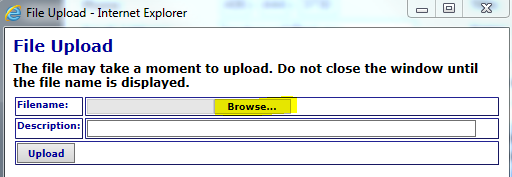 File Upload - Internet Explorer
File Upload
The file may take a moment to upload. Do not close the window until
the file name is displayed.
Filename: Browse...
Description:
Upload